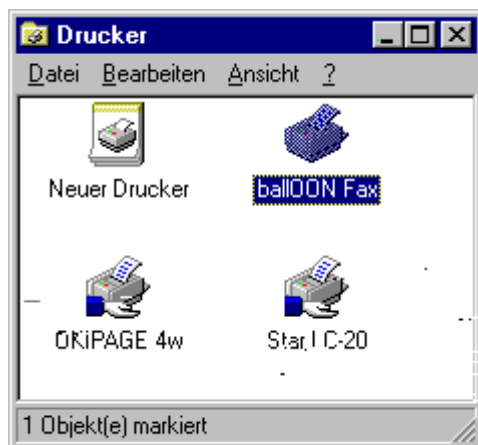 Drucker
Datei Bearbeiten Ansicht ?
Neuer Drucker
ballOON Fax
OKIPAGE 4w
Star LC-20
1 Objekt(e) markiert